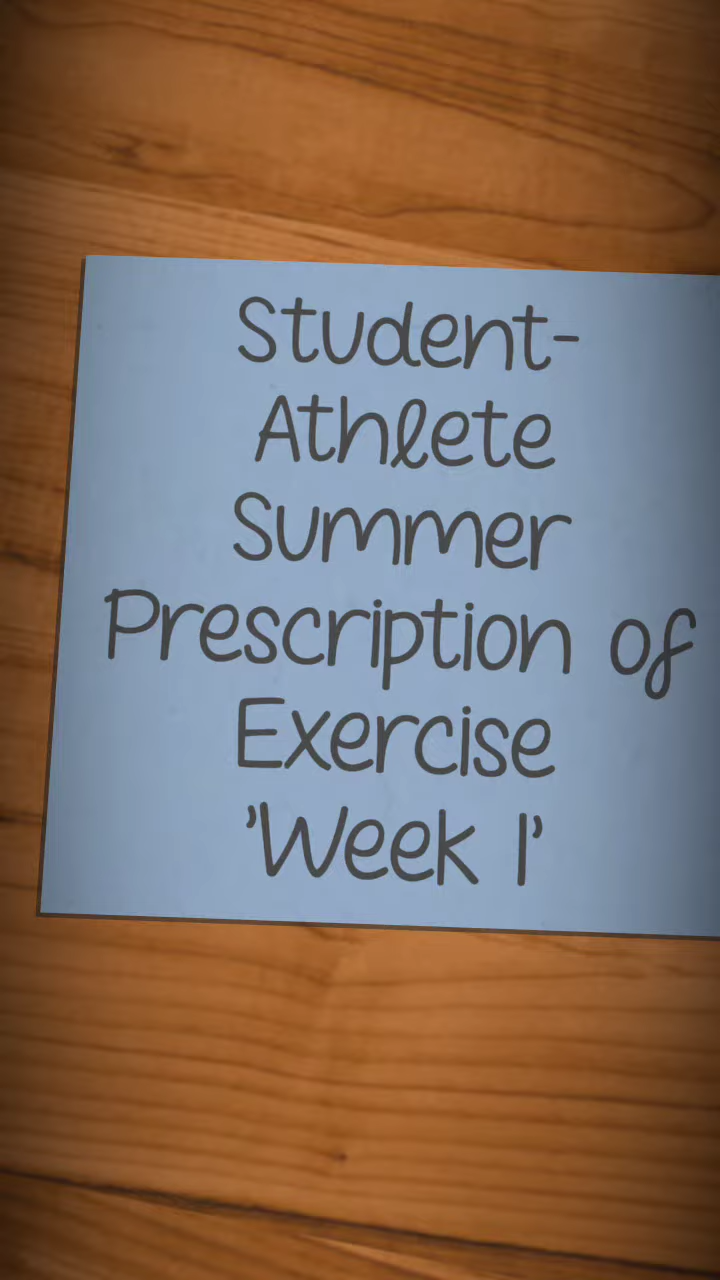 Student-
Athlete
Summer
Prescription of
Exercise
'Week 1'